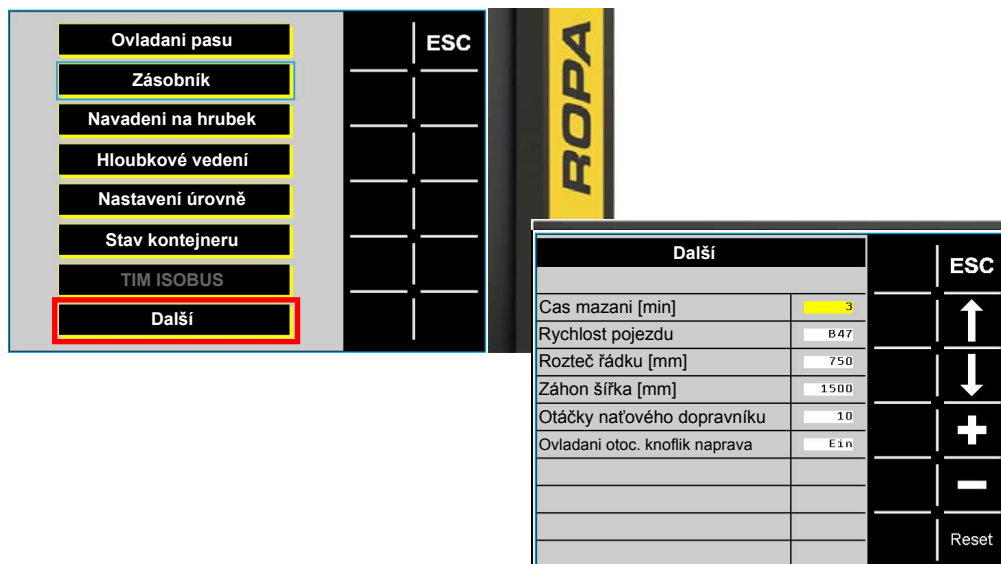 Ovladani pasu
ESC
Zásobník
Navadeni na hrubek
Hloubkové vedení
Nastavení úrovně
Stav kontejneru
TIM ISOBUS
Další
ROPA
Další
ESC
Cas mazani [min] 3
Rychlost pojezdu B47
Rozteč řádku [mm] 750
Záhon šířka [mm] 1500
Otáčky naťového dopravníku 10
Ovladani otoc. knoflik naprava Ein
Reset